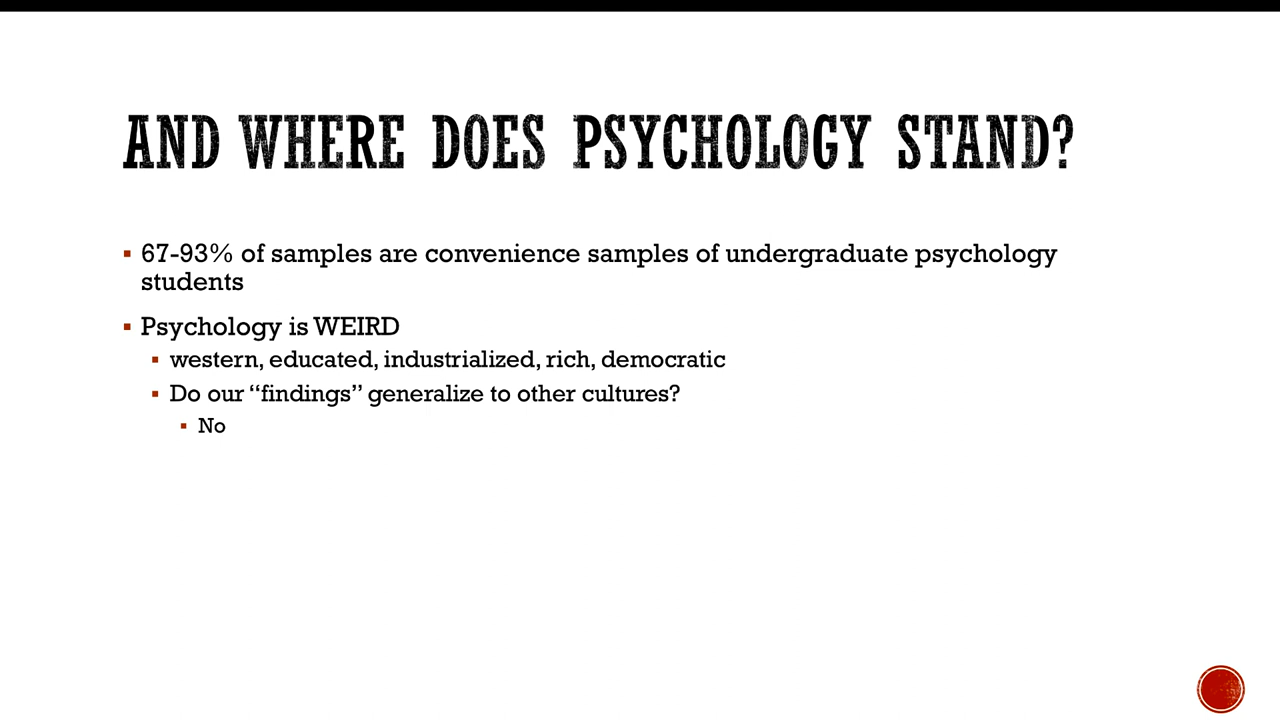 AND WHERE DOES PSYCHOLOGY STAND?
▪ 67-93% of samples are convenience samples of undergraduate psychology
students
▪ Psychology is WEIRD
▪ western, educated, industrialized, rich, democratic
▪ Do our “findings” generalize to other cultures?
▪ No